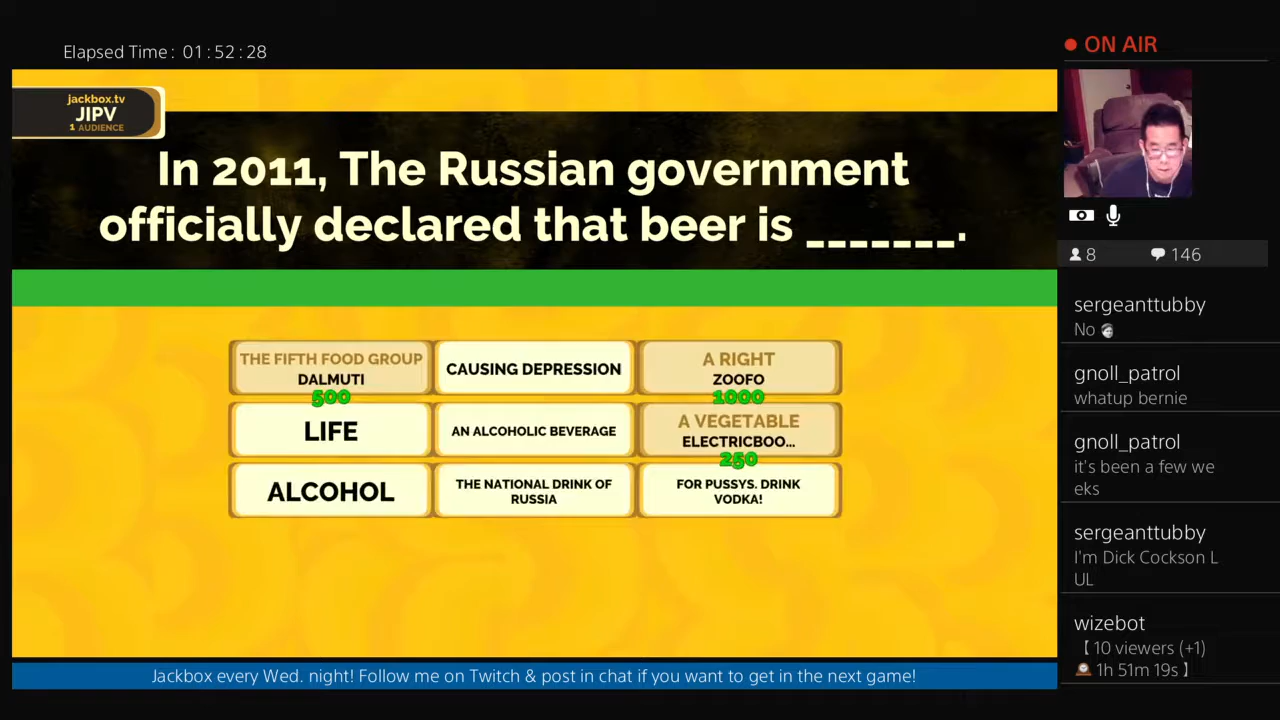 Elapsed Time: 01:52:28
ON AIR
jackbox.tv
JIPV
1 AUDIENCE
In 2011, The Russian government
officially declared that beer is _______.
THE FIFTH FOOD GROUP
DALMUTI
500
CAUSING DEPRESSION
A RIGHT
ZOOFO
1000
LIFE
AN ALCOHOLIC BEVERAGE
A VEGETABLE
ELECTRICBOO...
250
ALCOHOL
THE NATIONAL DRINK OF
RUSSIA
FOR PUSSYS. DRINK
VODKA!
Jackbox every Wed. night! Follow me on Twitch & post in chat if you want to get in the next game!
8
146
sergeanttubby
No
gnoll_patrol
whatup bernie
gnoll_patrol
it's been a few we
eks
sergeanttubby
I'm Dick Cockson L
UL
wizebot
【 10 viewers (+1)
1h 51m 19s 】